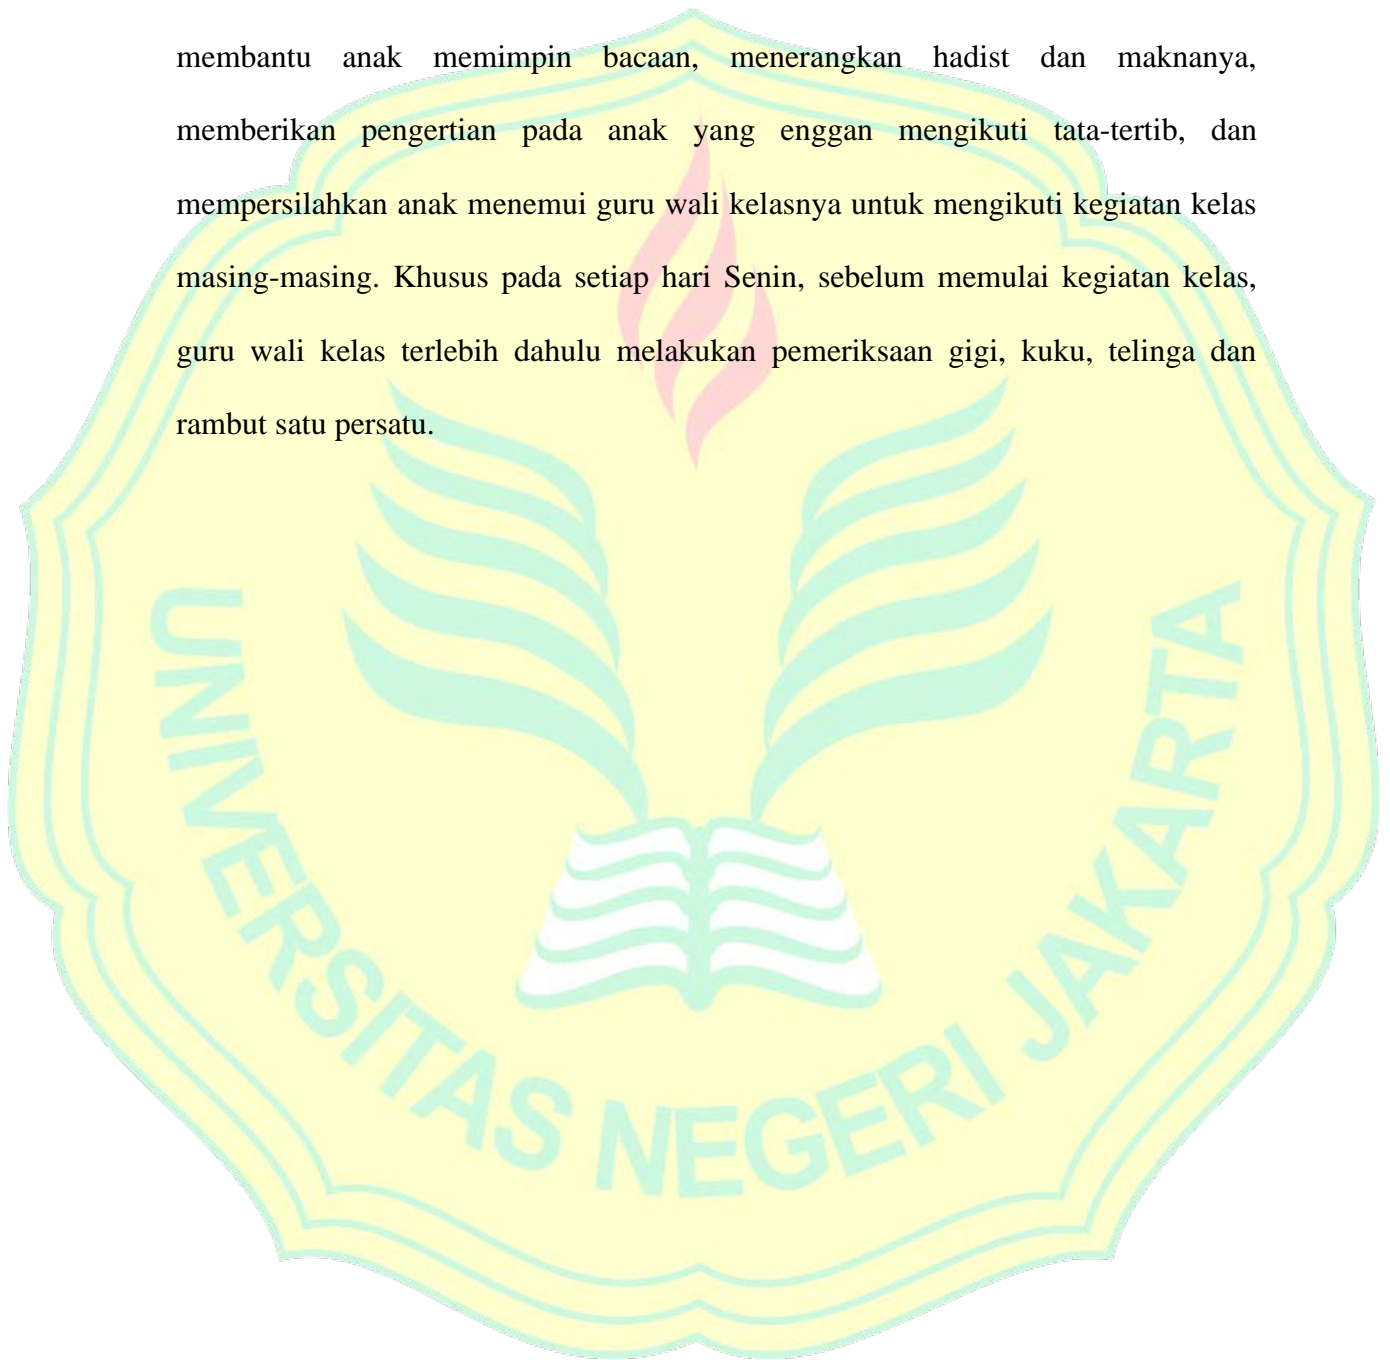 membantu anak memimpin bacaan, menerangkan hadist dan maknanya,
memberikan pengertian pada anak yang enggan mengikuti tata-tertib, dan
mempersilahkan anak menemui guru wali kelasnya untuk mengikuti kegiatan kelas
masing-masing. Khusus pada setiap hari Senin, sebelum memulai kegiatan kelas,
guru wali kelas terlebih dahulu melakukan pemeriksaan gigi, kuku, telinga dan
rambut satu persatu.
UNIVERSITAS NEGERI JAKARTA